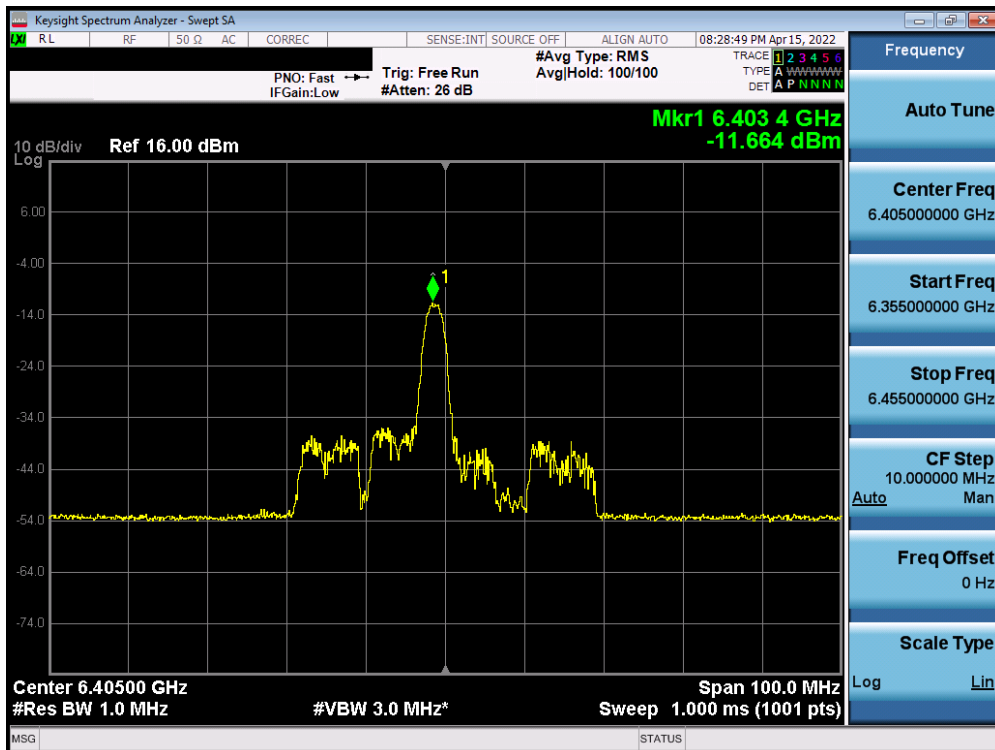 Keysight Spectrum Analyzer - Swept SA
LXI RL RF 50 Ω AC CORREC SENSE:INT SOURCE OFF ALIGN AUTO 08:28:49 PM Apr 15, 2022
PNO: Fast
IFGain:Low
Trig: Free Run
#Atten: 26 dB
#Avg Type: RMS
Avg|Hold: 100/100
TRACE 1 2 3 4 5 6
TYPE A W W W W W
DET A P N N N N
Mkr1 6.403 4 GHz
-11.664 dBm
10 dB/div Ref 16.00 dBm
Log
1
6.00
-4.00
-14.0
-24.0
-34.0
-44.0
-54.0
-64.0
-74.0
Center 6.40500 GHz Span 100.0 MHz
#Res BW 1.0 MHz #VBW 3.0 MHz* Sweep 1.000 ms (1001 pts)
MSG STATUS
Frequency
Auto Tune
Center Freq
6.405000000 GHz
Start Freq
6.355000000 GHz
Stop Freq
6.455000000 GHz
CF Step
10.000000 MHz
Auto Man
Freq Offset
0 Hz
Scale Type
Log Lin